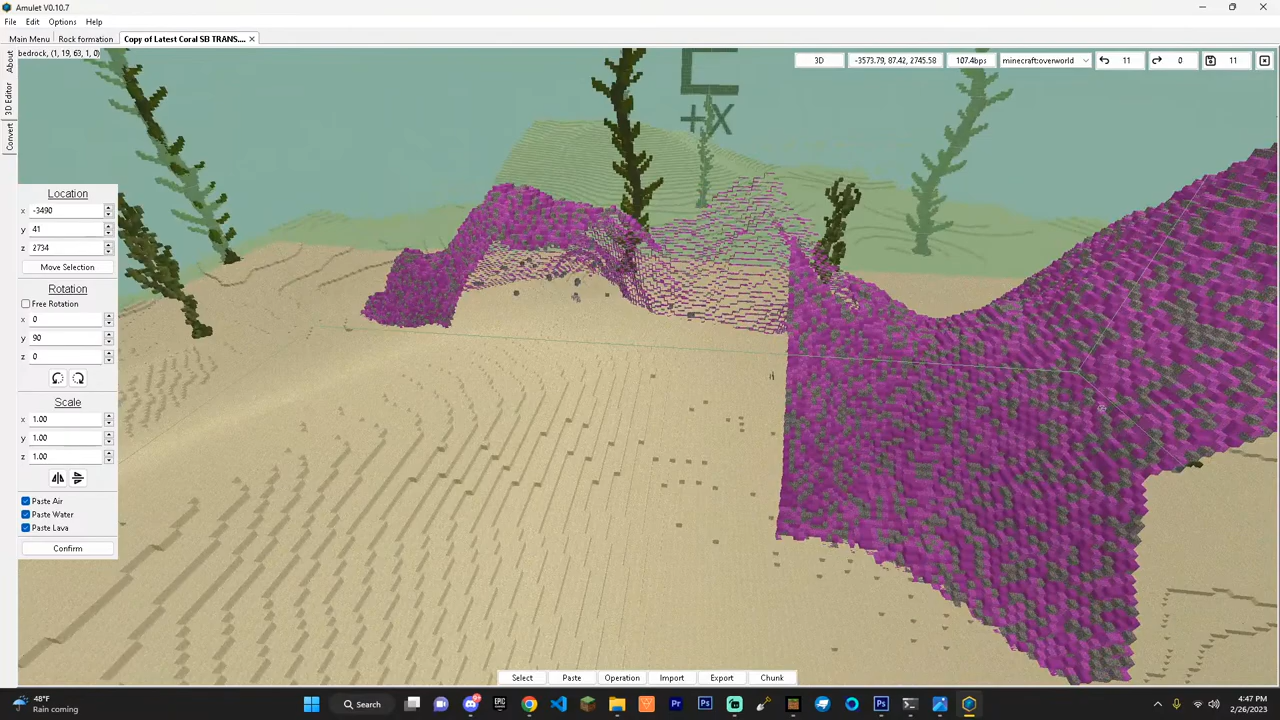 Amulet V0.10.7
File Edit Options Help
Main Menu Rock formation Copy of Latest Coral SB TRANS....
bedrock, (1, 19, 63, 1, 0)
About
3D Editor
Convert
3D -3573.79, 87.42, 2745.58 107.4bps minecraft:overworld 11 0 11
E
+X
Location
x -3490
y 41
z 2734
Move Selection
Rotation
Free Rotation
x 0
y 90
z 0
Scale
x 1.00
y 1.00
z 1.00
Paste Air
Paste Water
Paste Lava
Confirm
Select Paste Operation Import Export Chunk
48°F
Rain coming
Search
4:47 PM
2/26/2023